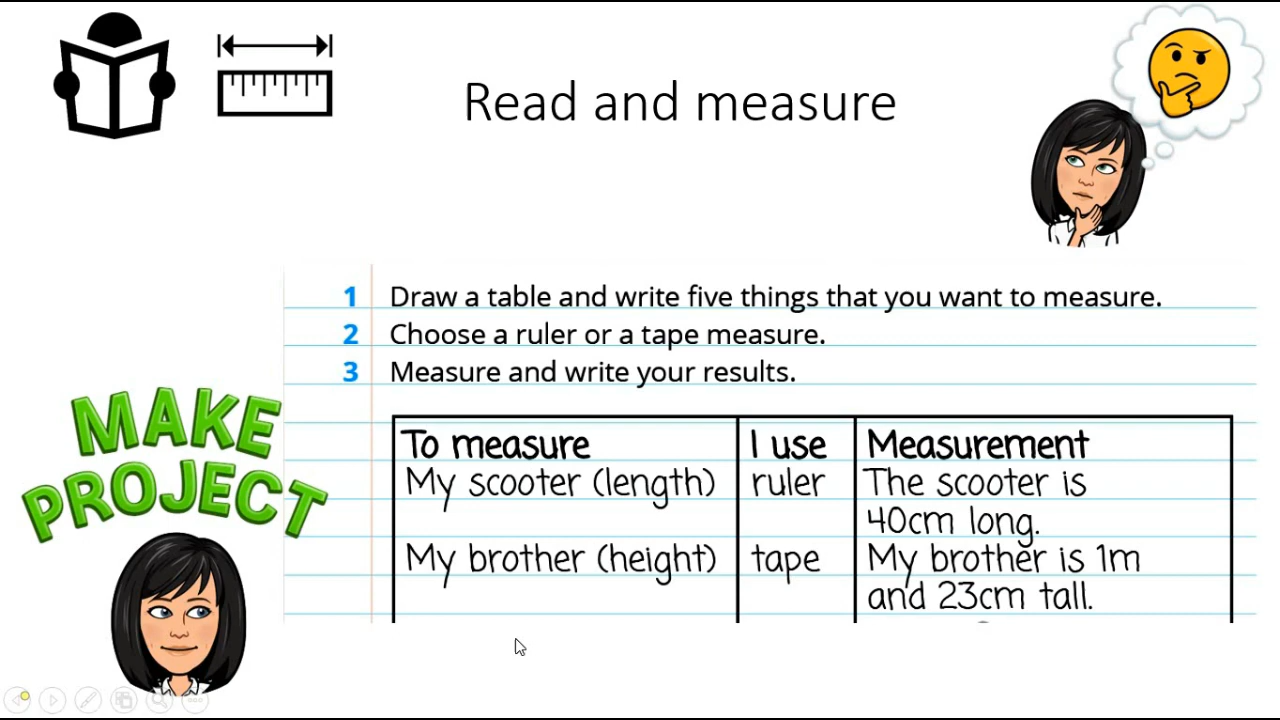 Read and measure
1 Draw a table and write five things that you want to measure.
2 Choose a ruler or a tape measure.
3 Measure and write your results.
MAKE
PROJECT
To measure I use Measurement
My scooter (length) ruler The scooter is
40cm long.
My brother (height) tape My brother is 1m
and 23cm tall.